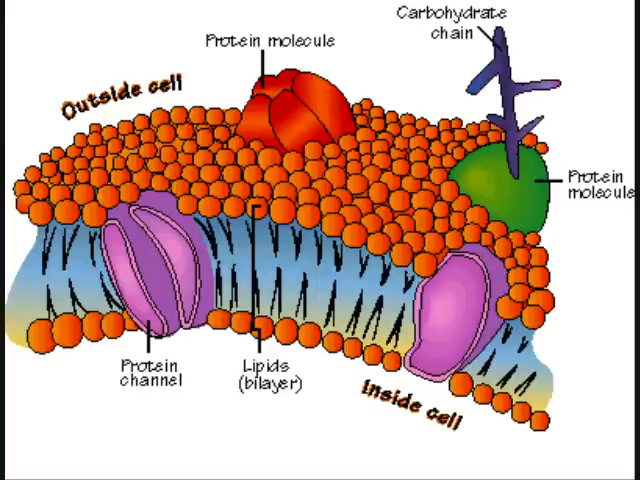 Carbohydrate
chain
Protein molecule
Outside cell
Protein
molecule
Protein
channel
Lipids
(bilayer)
Inside cell